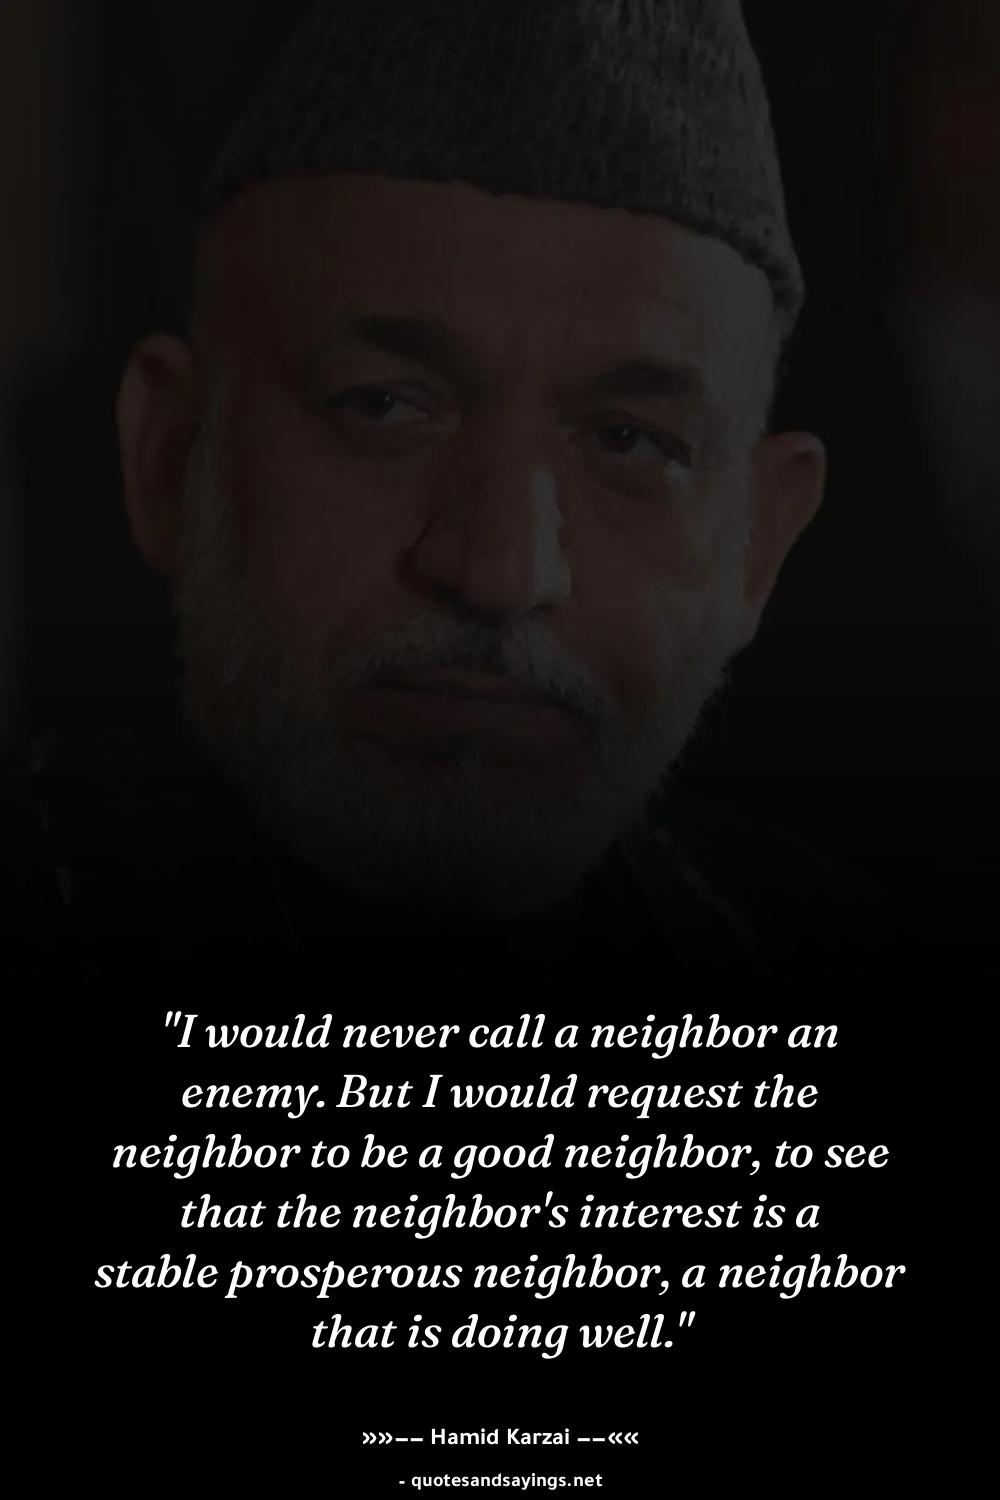 "I would never call a neighbor an
enemy. But I would request the
neighbor to be a good neighbor, to see
that the neighbor's interest is a
stable prosperous neighbor, a neighbor
that is doing well."
»»−− Hamid Karzai −−««
- quotesandsayings.net